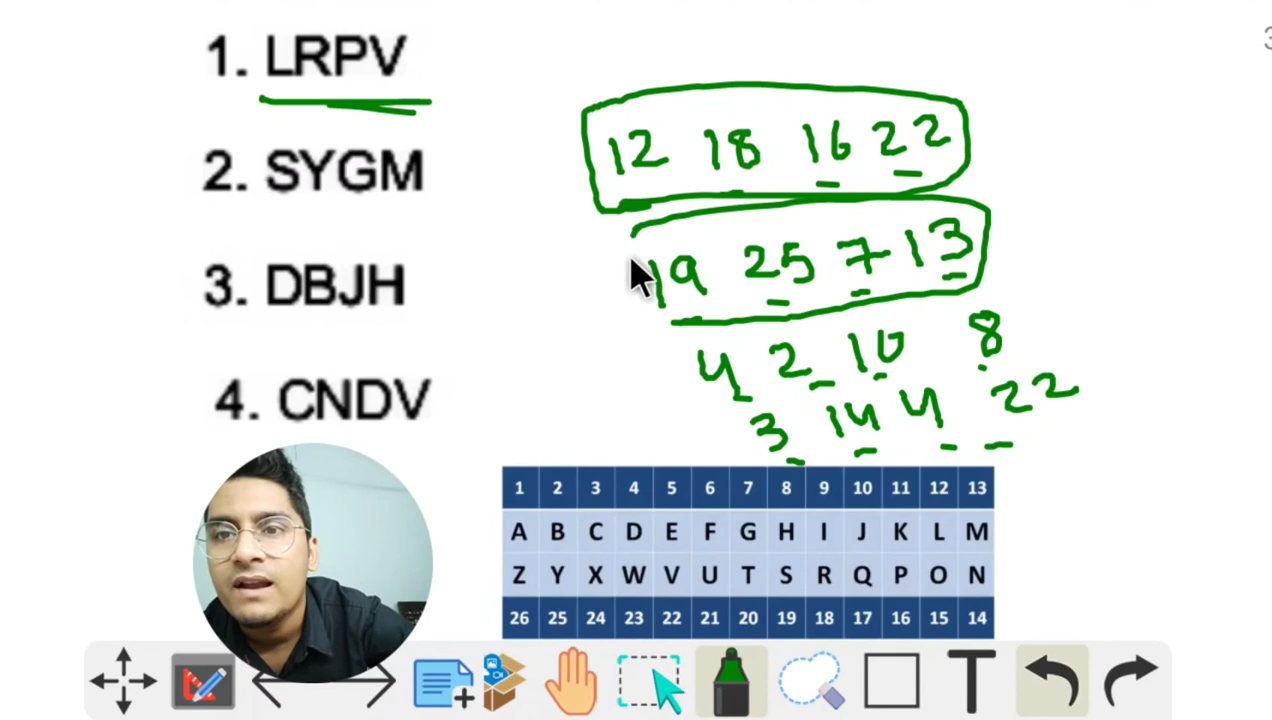 1. LRPV
12 18 16 22
2. SYGM
19 25 7 13
3. DBJH
4 2 10 8
4. CNDV
3 14 4 22
1 2 3 4 5 6 7 8 9 10 11 12 13
A B C D E F G H I J K L M
Z Y X W V U T S R Q P O N
26 25 24 23 22 21 20 19 18 17 16 15 14
T